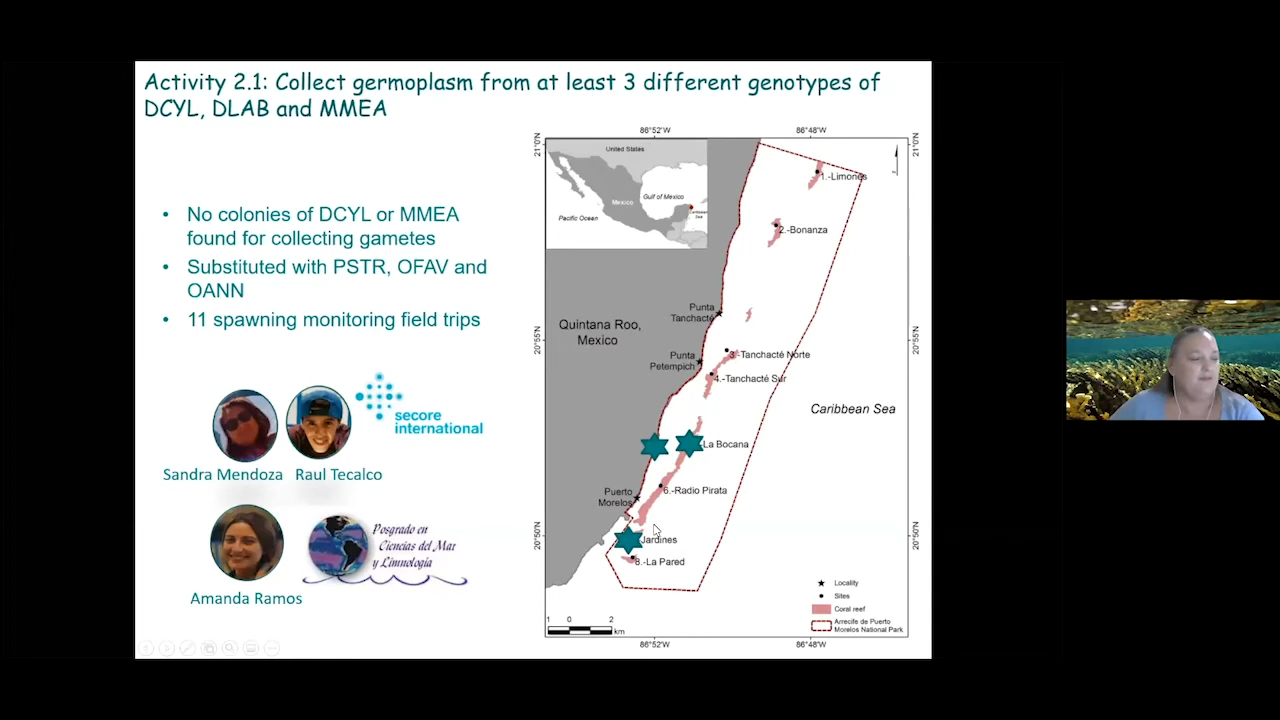 Activity 2.1: Collect germoplasm from at least 3 different genotypes of
DCYL, DLAB and MMEA
• No colonies of DCYL or MMEA
found for collecting gametes
• Substituted with PSTR, OFAV and
OANN
• 11 spawning monitoring field trips
secore
international
Sandra Mendoza
Raul Tecalco
Posgrado en
Ciencias del Mar
y Limnología
Amanda Ramos
86°52'W
86°48'W
21°0'N
21°0'N
United States
Gulf of Mexico
Mexico
Pacific Ocean
Caribbean
Sea
1.-Limones
2.-Bonanza
Punta
Tanchacté
Quintana Roo,
Mexico
20°55'N
20°55'N
3.-Tanchacté Norte
Punta
Petempich
4.-Tanchacté Sur
Caribbean Sea
-La Bocana
6.-Radio Pirata
Puerto
Morelos
20°50'N
20°50'N
Jardines
8.-La Pared
Locality
Sites
Coral reef
Arrecife de Puerto
Morelos National Park
1 0 2
km
86°52'W
86°48'W